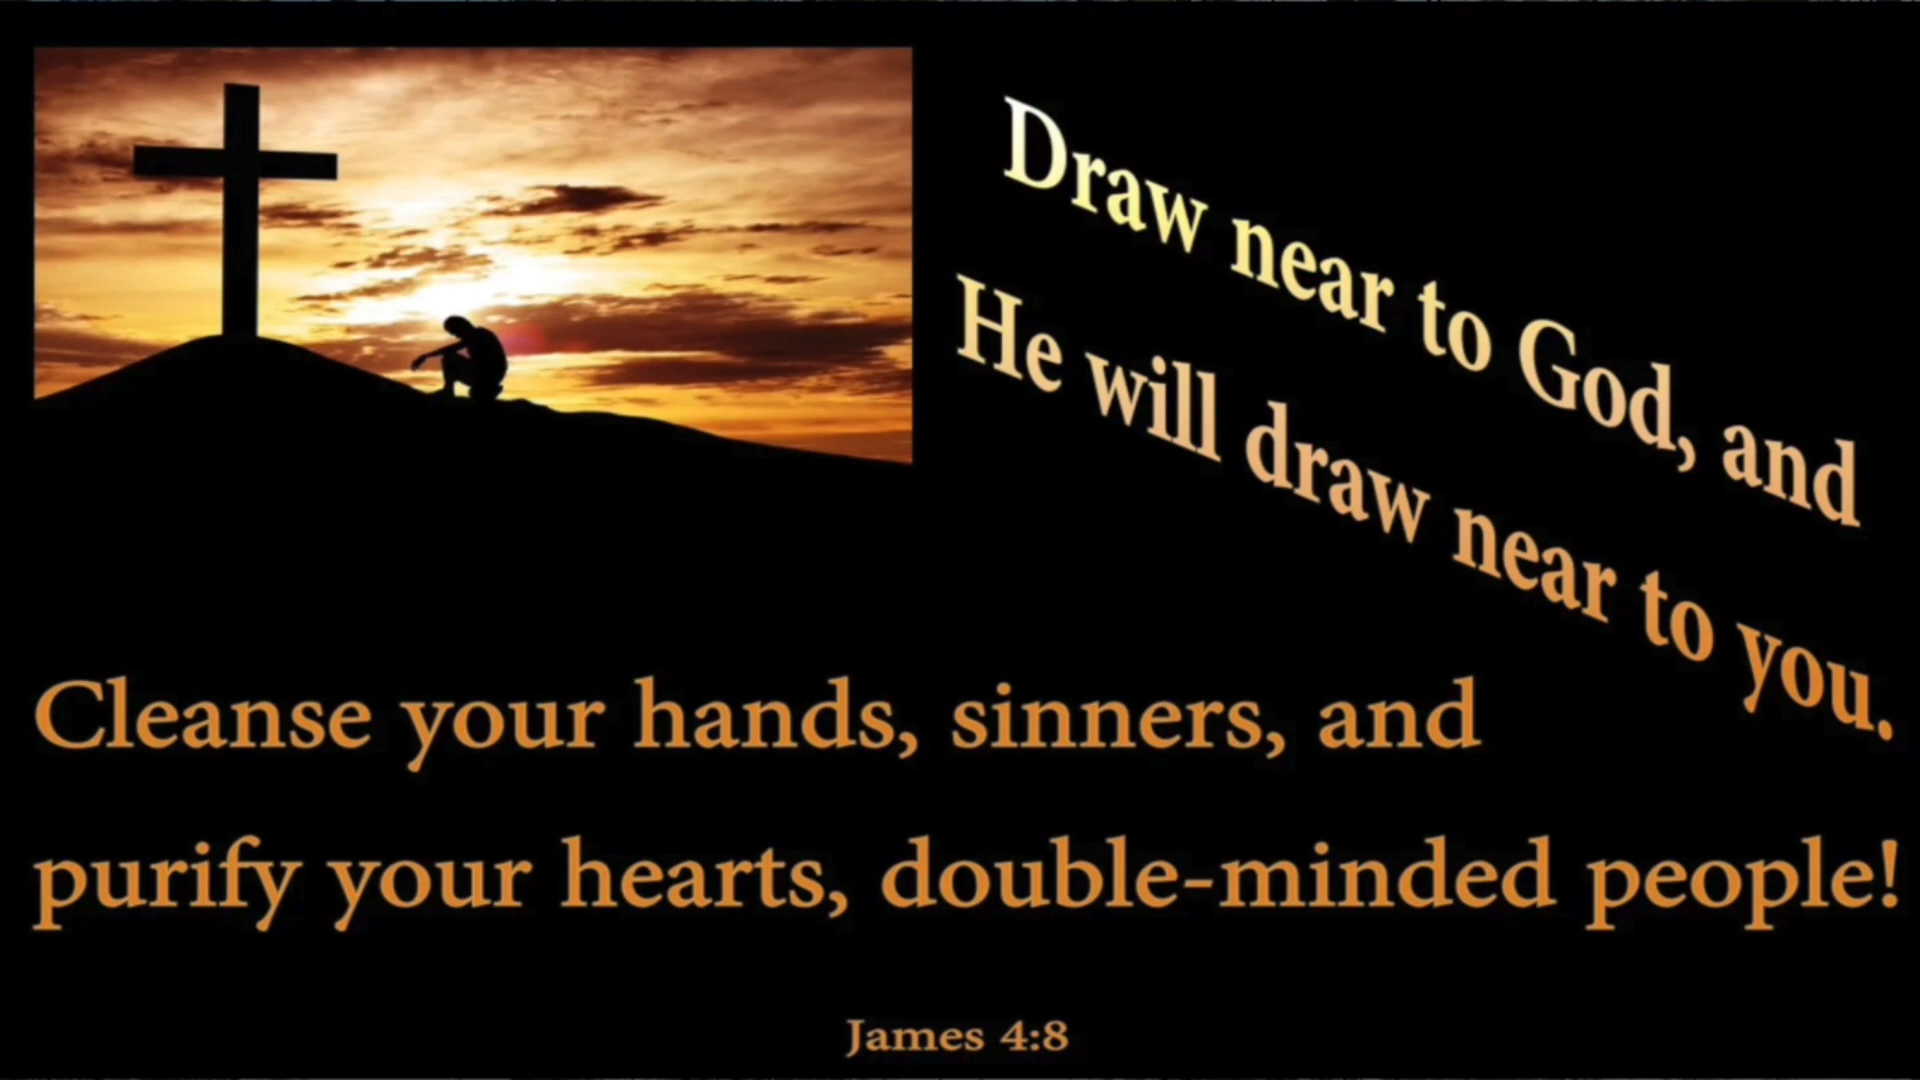 Draw near to God, and
He will draw near to you.
Cleanse your hands, sinners, and
purify your hearts, double-minded people!
James 4:8